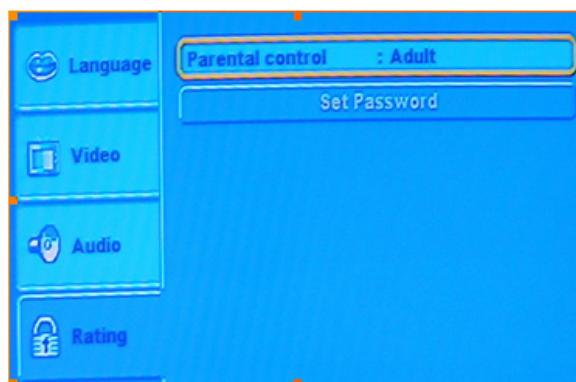 Language
Parental control : Adult
Set Password
Video
Audio
Rating